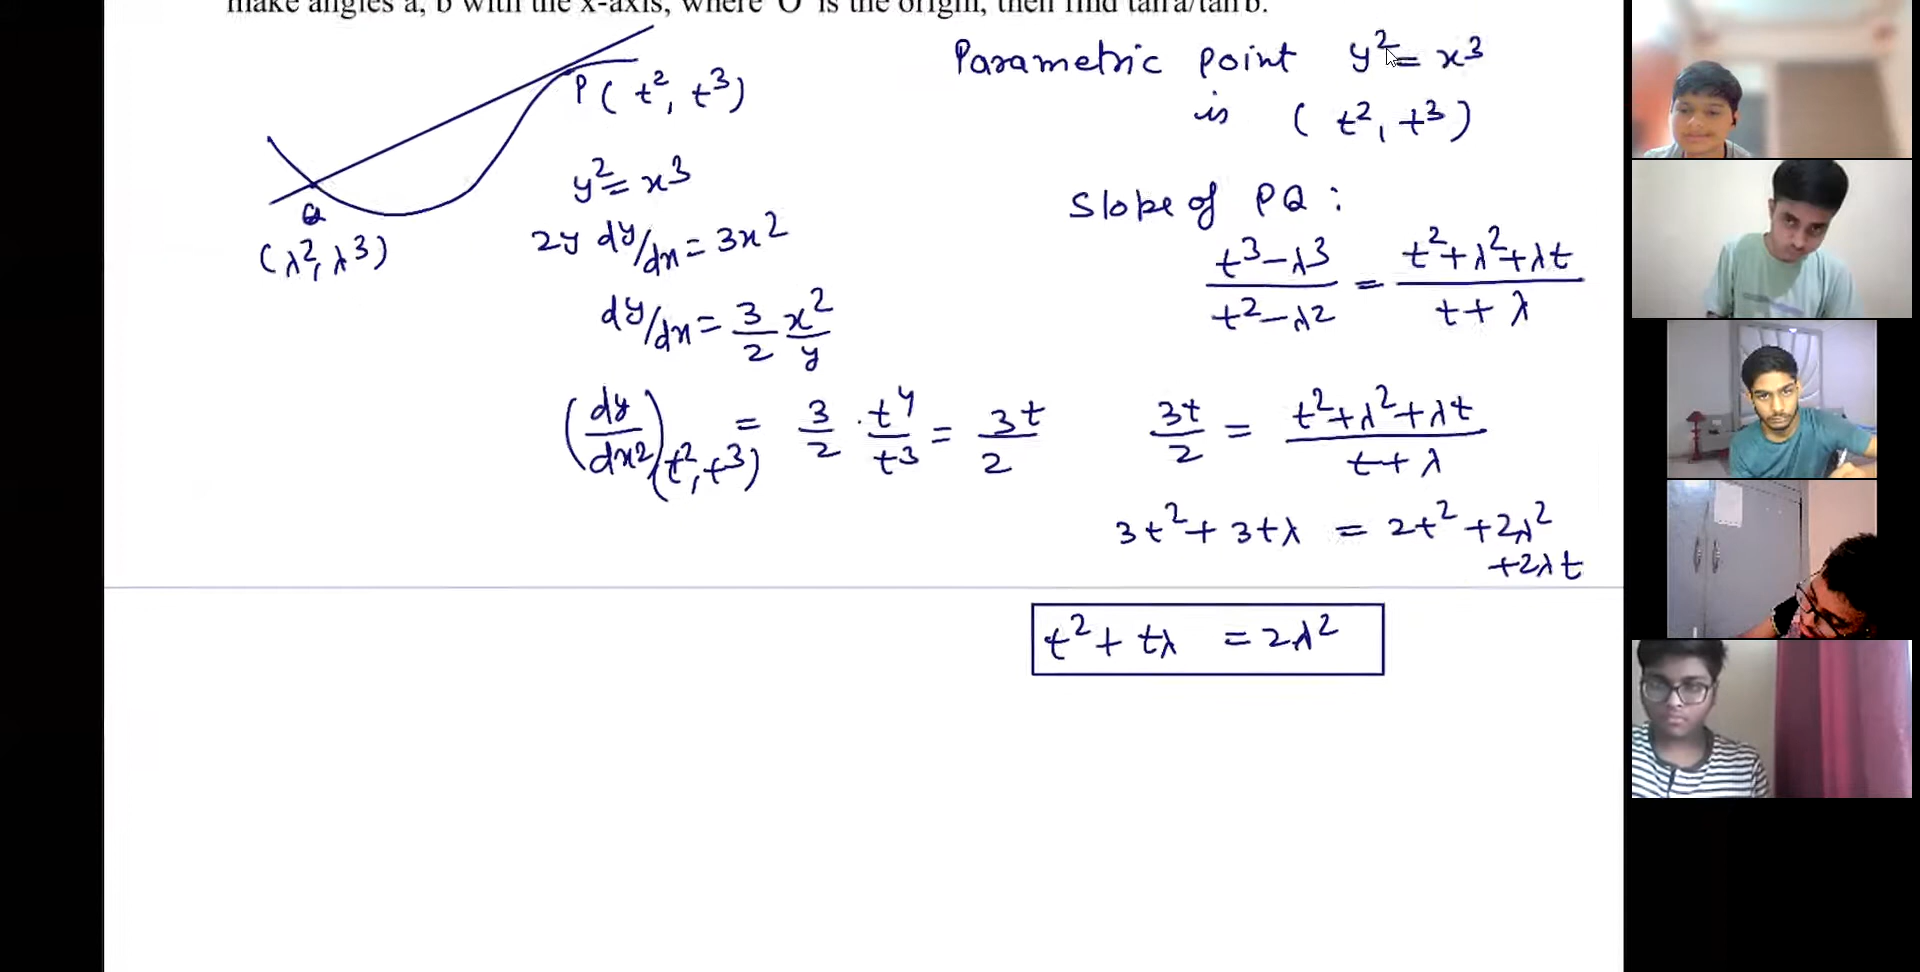 make angles a, b with the x-axis, where 'O' is the origin, then find tan a/tan b.
P ( t², t³ )
Q
( λ², λ³ )
y² = x³
2y dy/dx = 3x²
dy/dx = 3/2 x²/y
(dy/dx²)(t², t³) = 3/2 · t⁴/t³ = 3t/2
Parametric point y² = x³
is ( t², t³ )
Slope of PQ :
t³-λ³/t²-λ² = t²+λ²+λt/t+λ
3t/2 = t²+λ²+λt/t+λ
3t² + 3tλ = 2t² + 2λ²
+2λt
t² + tλ = 2λ²